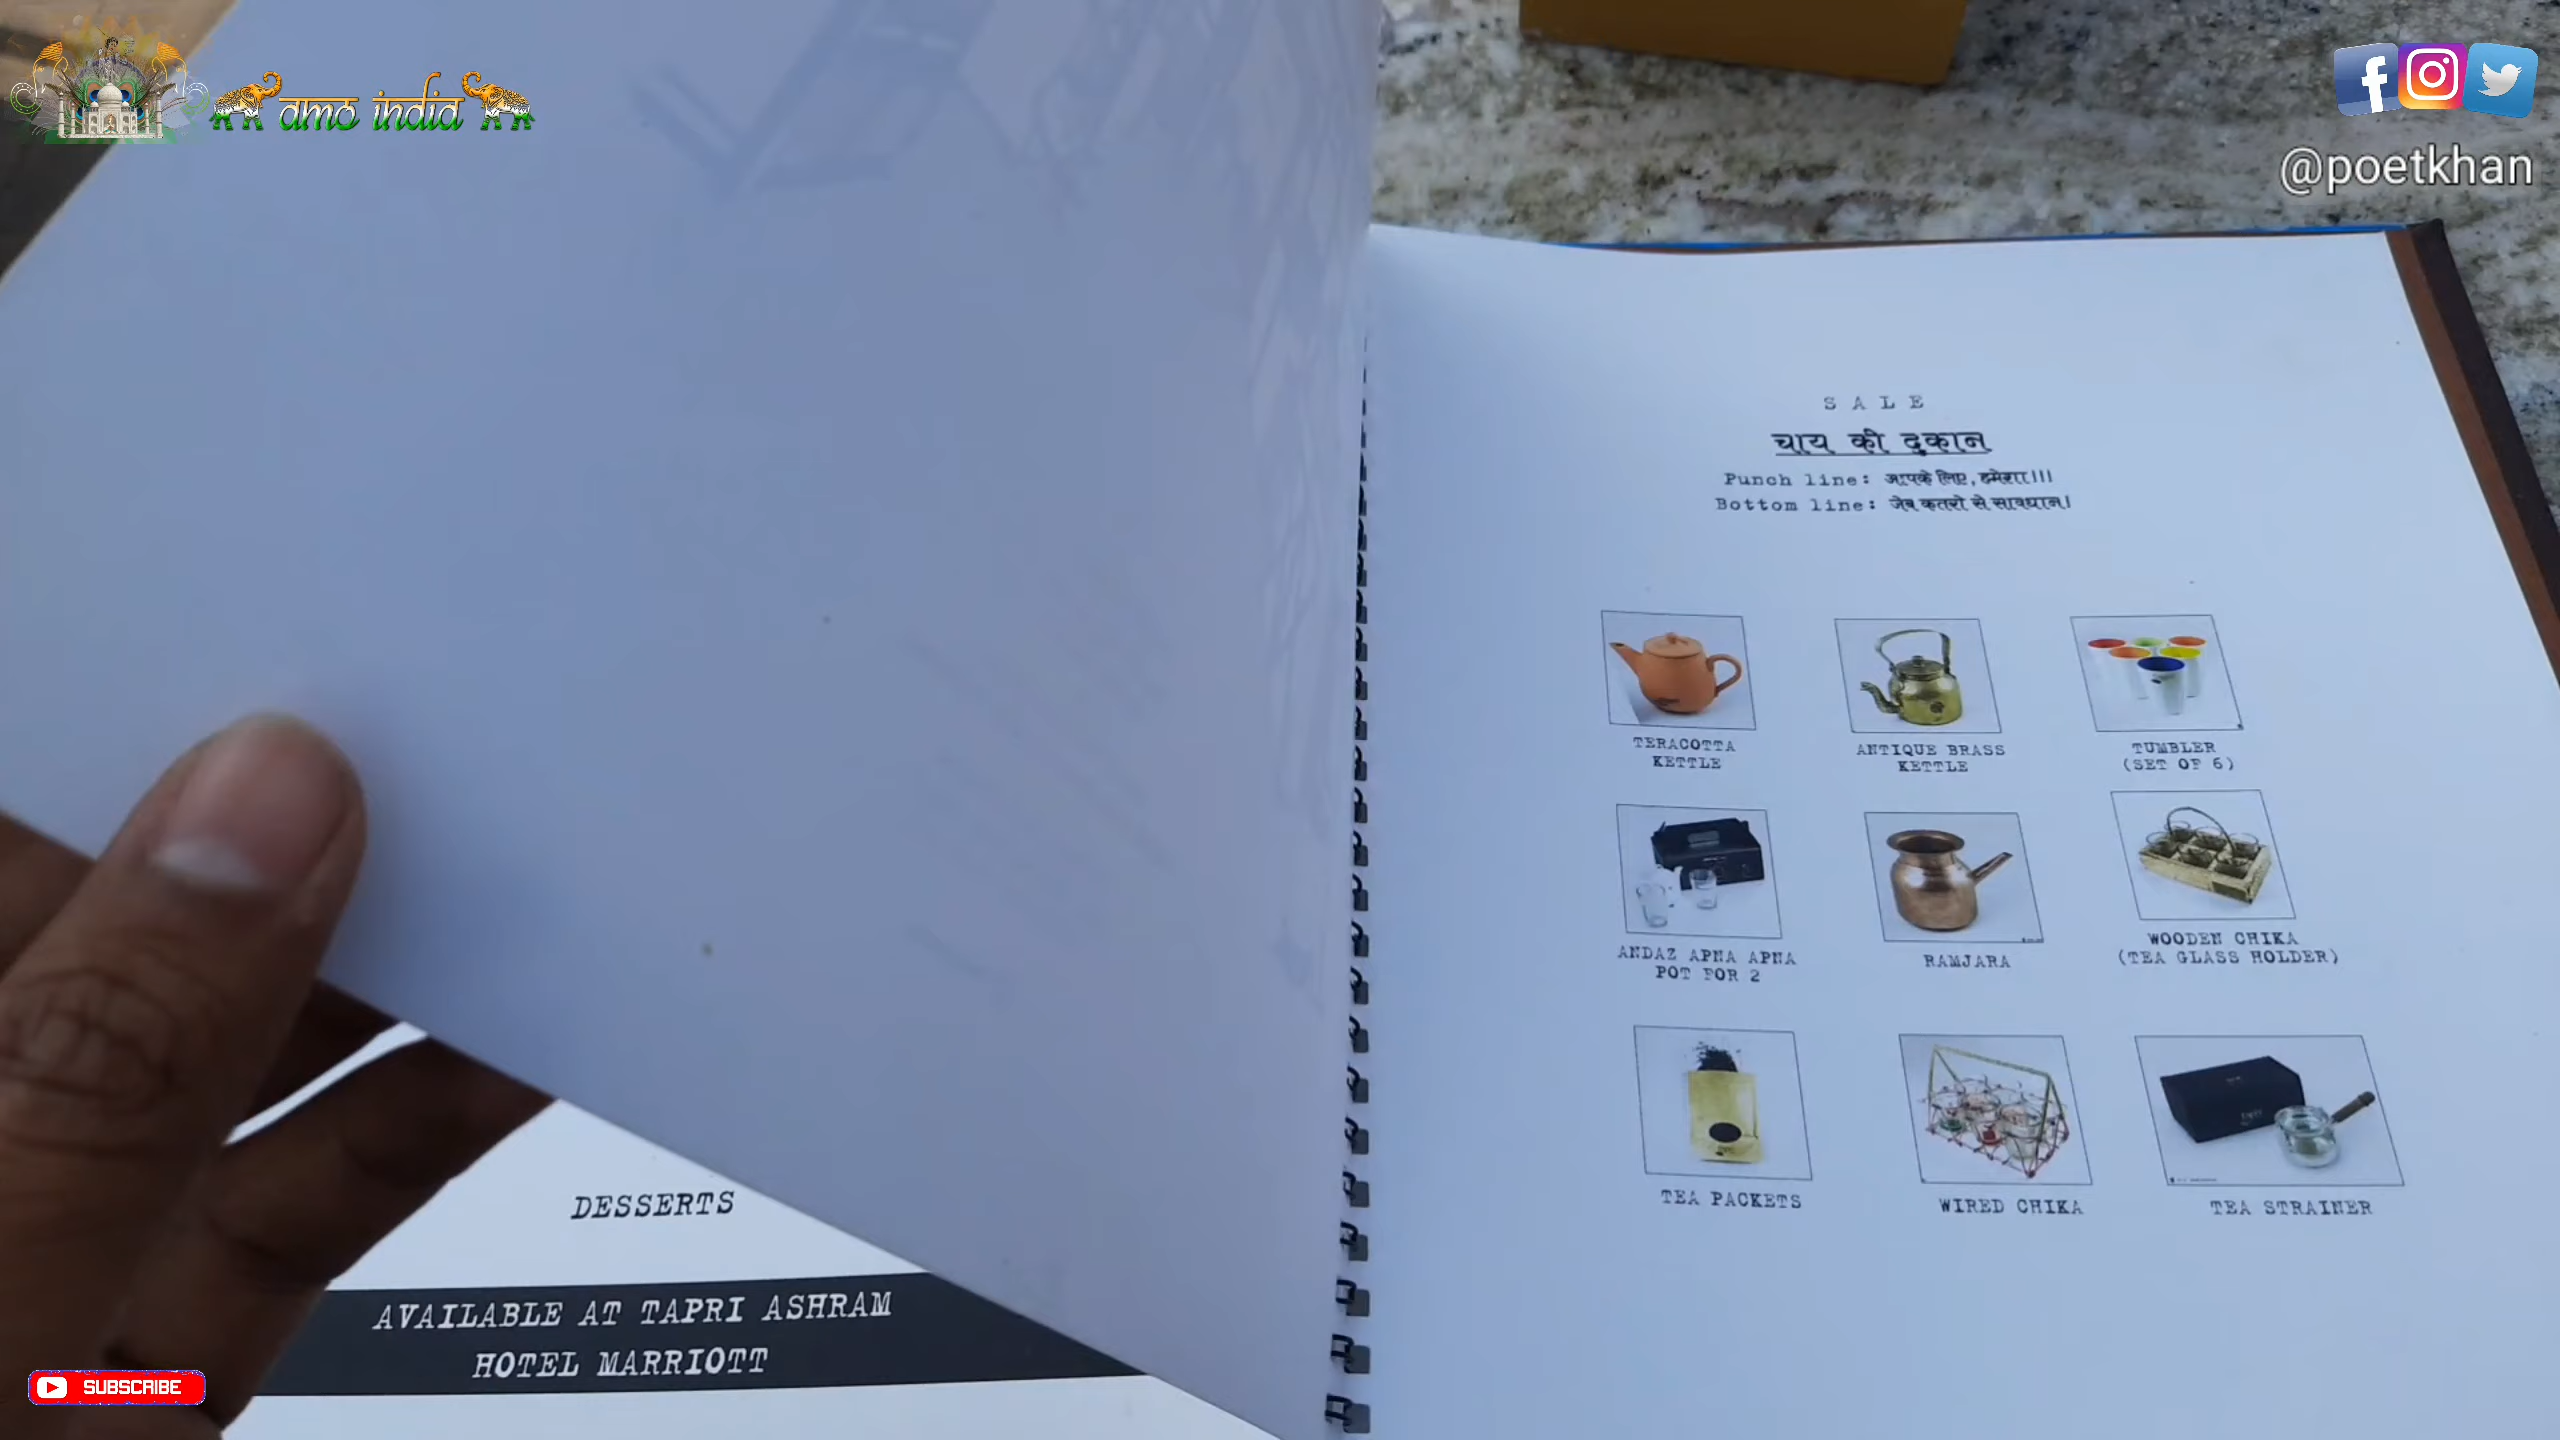 amo india
@poetkhan
SALE
चाय की दुकान
Punch line: आपके लिए, हमेशा!!!
Bottom line: जेब कतरो से सावधान!
TERACOTTA
KETTLE
ANTIQUE BRASS
KETTLE
TUMBLER
(SET OF 6)
ANDAZ APNA APNA
POT FOR 2
RAMJARA
WOODEN CHIKA
(TEA GLASS HOLDER)
TEA PACKETS
WIRED CHIKA
TEA STRAINER
DESSERTS
AVAILABLE AT TAPRI ASHRAM
HOTEL MARRIOTT
SUBSCRIBE